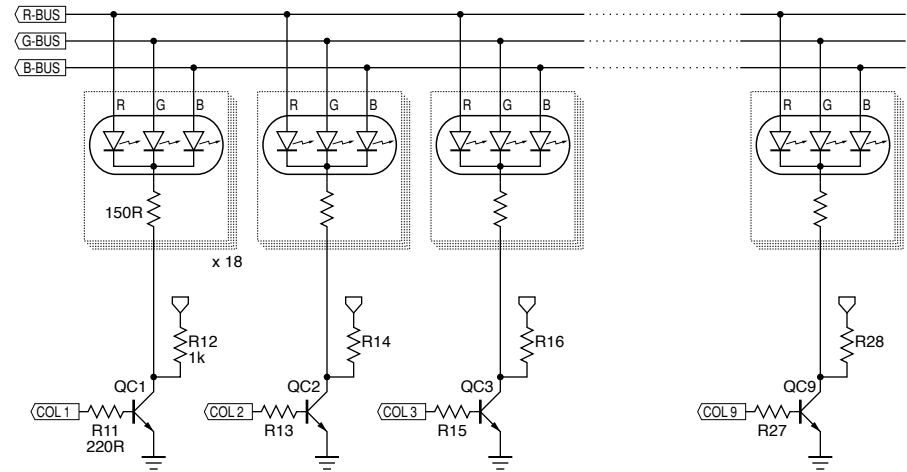 R-BUS
G-BUS
B-BUS
R G B R G B R G B R G B
150R
x 18
R12 R14 R16 R28
1k
QC1 QC2 QC3 QC9
COL 1 COL 2 COL 3 COL 9
R11 R13 R15 R27
220R